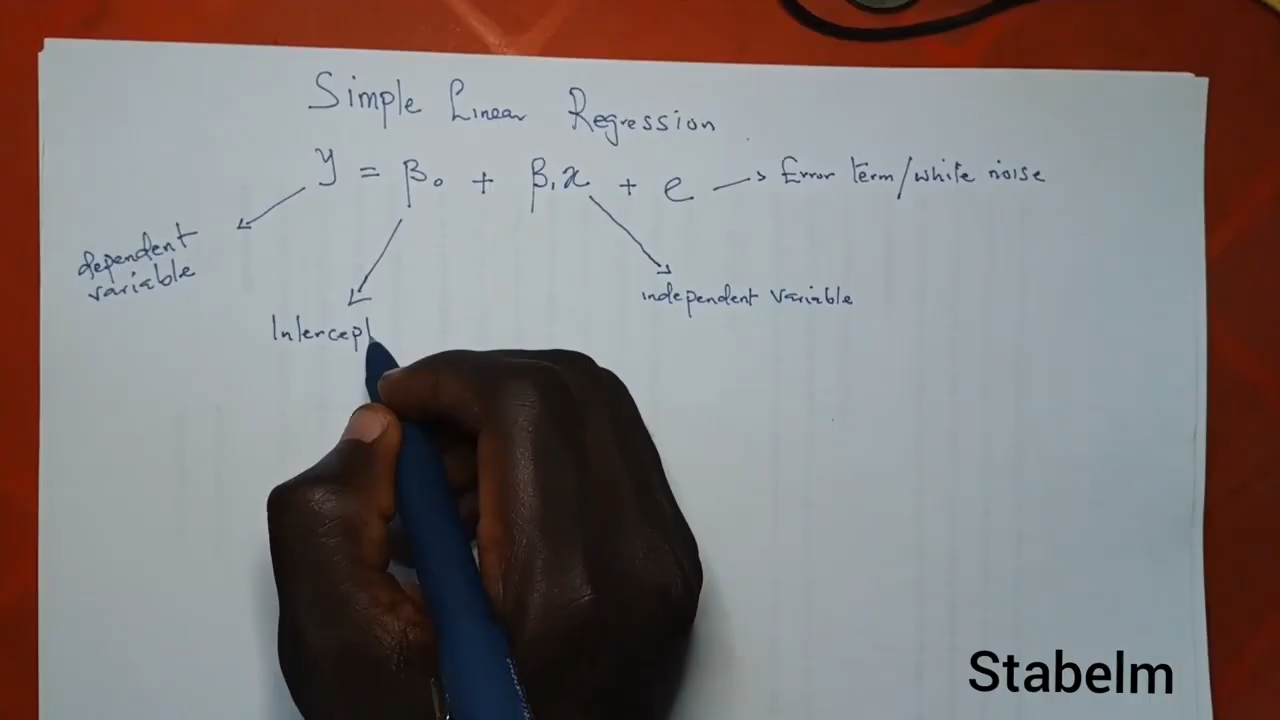 Simple Linear Regression
y = β₀ + β₁x + e → Error term/white noise
dependent
variable
independent variable
Intercept
Stabelm